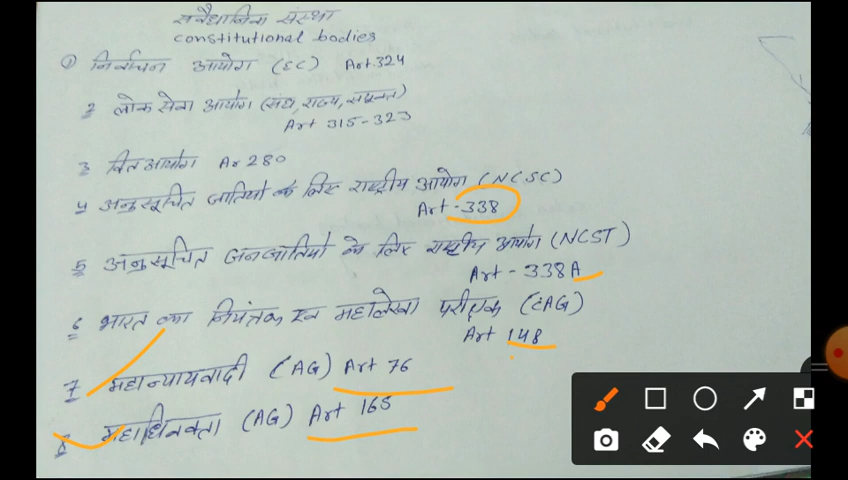 सवैधानिक संस्था
constitutional bodies
① निर्वाचन आयोग (EC) Art.324
2 लोक सेवा आयोग (संघ, राज्य, संयुक्त)
Art 315-323
3 वित्त आयोग Ar 280
4 अनुसूचित जातियों के लिए राष्ट्रीय आयोग (NCSC)
Art-338
5 अनुसूचित जनजातियों के लिए राष्ट्रीय आयोग (NCST)
Art-338A
6 भारत का नियंत्रक एवं महालेखा परीक्षक (CAG)
Art 148
7 महान्यायवादी (AG) Art 76
8 महाधिवक्ता (AG) Art 165